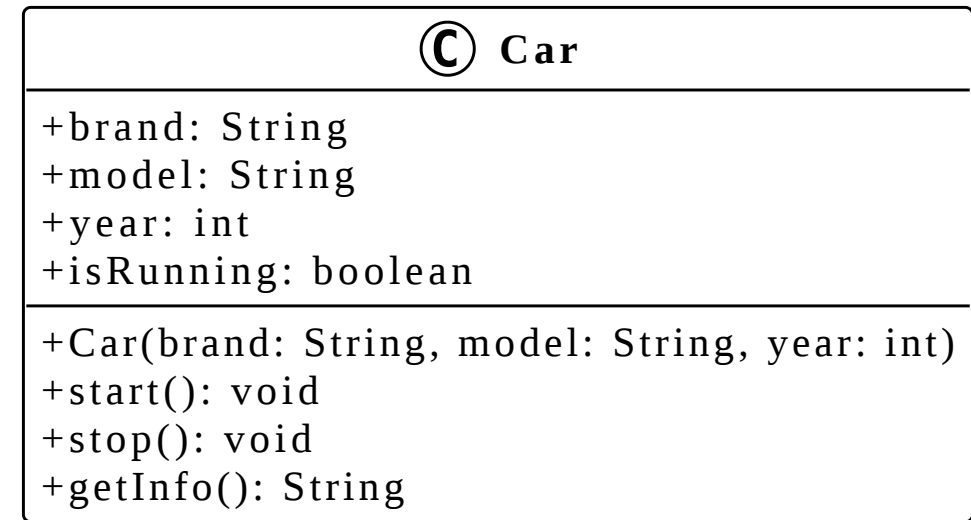 C Car
+brand: String
+model: String
+year: int
+isRunning: boolean
+Car(brand: String, model: String, year: int)
+start(): void
+stop(): void
+getInfo(): String